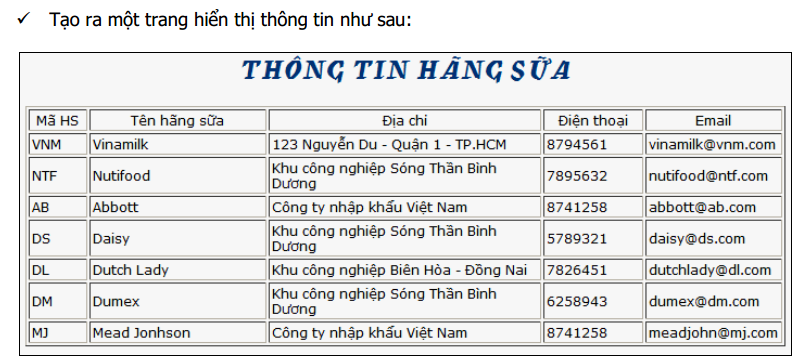 ✓ Tạo ra một trang hiển thị thông tin như sau:
THÔNG TIN HÃNG SỮA
Mã HS Tên hãng sữa Địa chỉ Điện thoại Email
VNM Vinamilk 123 Nguyễn Du - Quận 1 - TP.HCM 8794561 vinamilk@vnm.com
NTF Nutifood Khu công nghiệp Sóng Thần Bình
Dương 7895632 nutifood@ntf.com
AB Abbott Công ty nhập khẩu Việt Nam 8741258 abbott@ab.com
DS Daisy Khu công nghiệp Sóng Thần Bình
Dương 5789321 daisy@ds.com
DL Dutch Lady Khu công nghiệp Biên Hòa - Đồng Nai 7826451 dutchlady@dl.com
DM Dumex Khu công nghiệp Sóng Thần Bình
Dương 6258943 dumex@dm.com
MJ Mead Jonhson Công ty nhập khẩu Việt Nam 8741258 meadjohn@mj.com